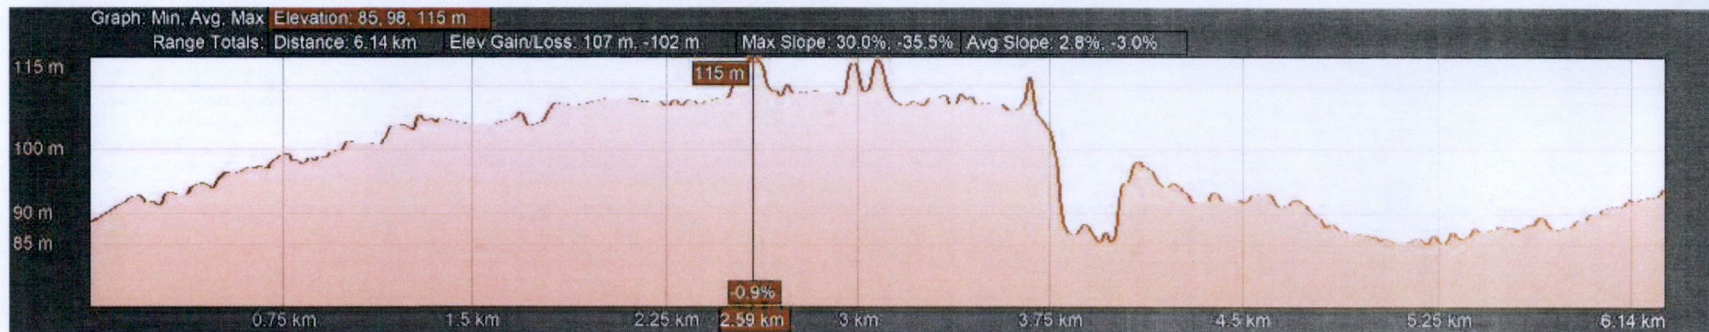 Graph: Min, Avg, Max Elevation: 85, 98, 115 m
Range Totals: Distance: 6.14 km Elev Gain/Loss: 107 m, -102 m Max Slope: 30.0%, -35.5% Avg Slope: 2.8%, -3.0%
115 m
115 m
100 m
90 m
85 m
-0.9%
0.75 km 1.5 km 2.25 km 2.59 km 3 km 3.75 km 4.5 km 5.25 km 6.14 km